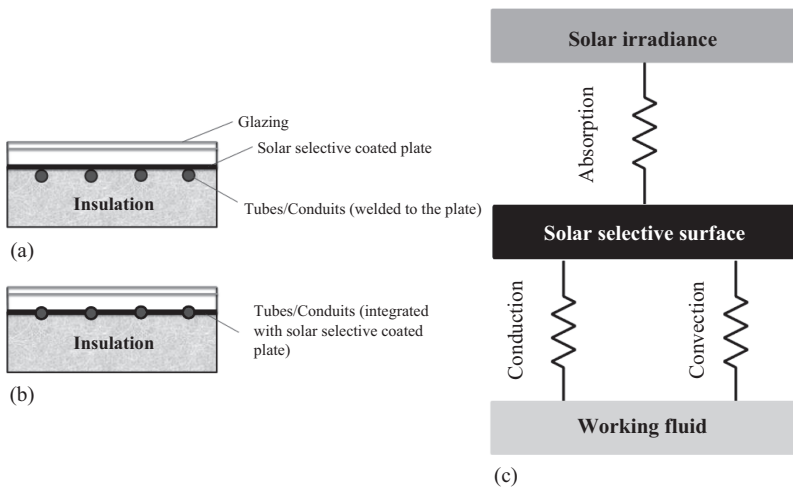 Glazing
Solar selective coated plate
Insulation
Tubes/Conduits (welded to the plate)
(a)
Tubes/Conduits (integrated
with solar selective coated
plate)
Insulation
(b)
Solar irradiance
Absorption
Solar selective surface
Conduction
Convection
Working fluid
(c)